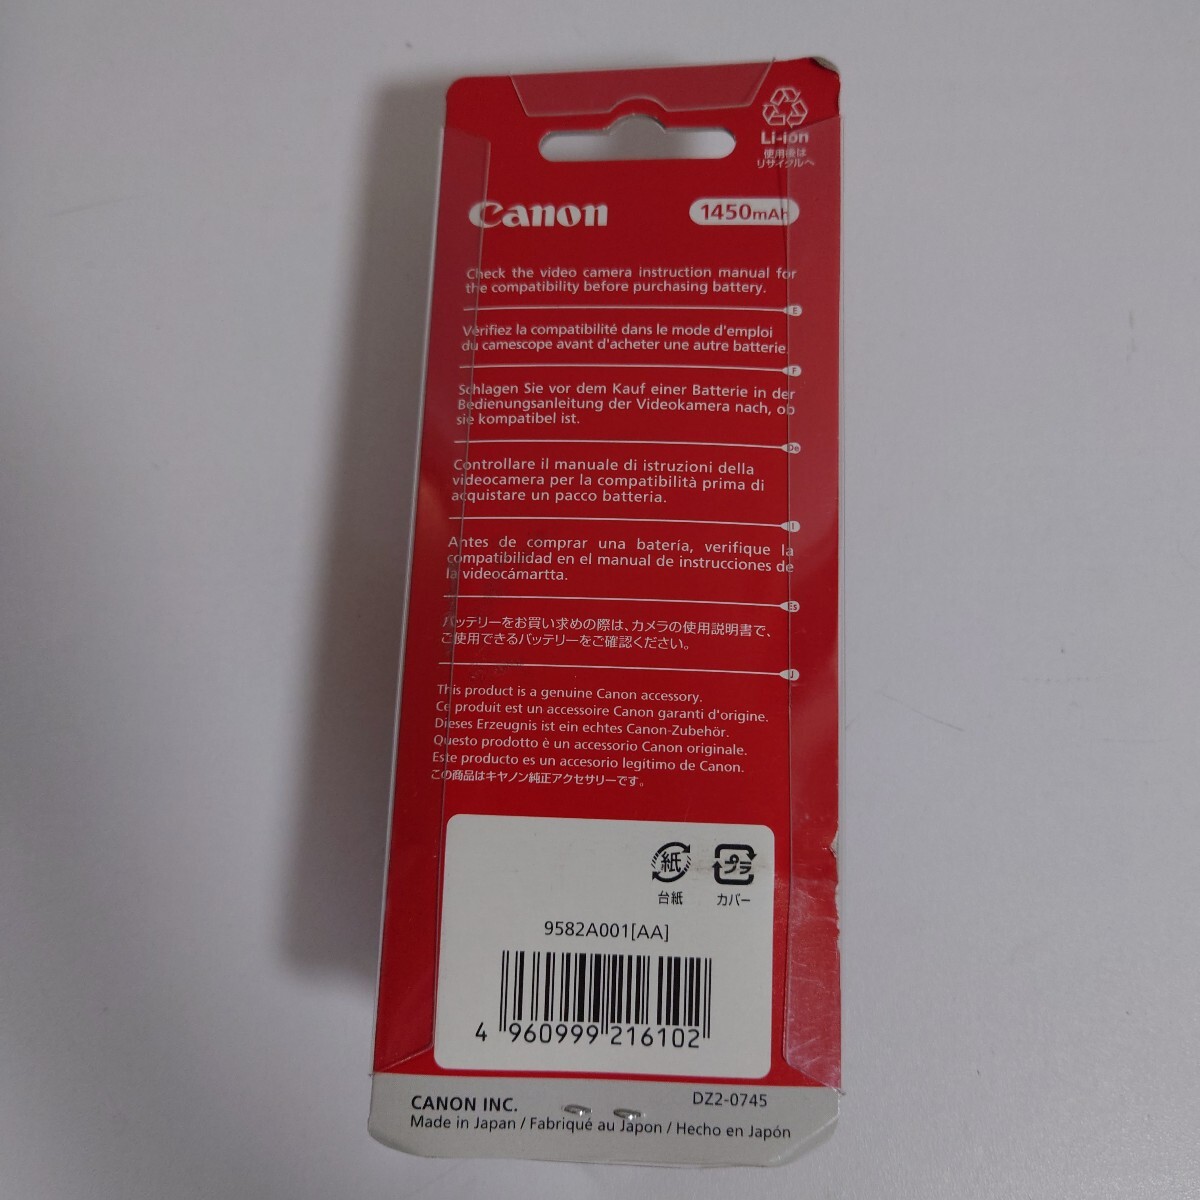 Li-ion
使用後は
リサイクルへ
Canon
1450mAh
Check the video camera instruction manual for
the compatibility before purchasing battery.
E
Vérifiez la compatibilité dans le mode d'emploi
du camescope avant d'acheter une autre batterie.
F
Schlagen Sie vor dem Kauf einer Batterie in der
Bedienungsanleitung der Videokamera nach, ob
sie kompatibel ist.
De
Controllare il manuale di istruzioni della
videocamera per la compatibilità prima di
acquistare un pacco batteria.
I
Antes de comprar una batería, verifique la
compatibilidad en el manual de instrucciones de
la videocámartta.
Es
バッテリーをお買い求めの際は、カメラの使用説明書で、
ご使用できるバッテリーをご確認ください。
J
This product is a genuine Canon accessory.
Ce produit est un accessoire Canon garanti d'origine.
Dieses Erzeugnis ist ein echtes Canon-Zubehör.
Questo prodotto è un accessorio Canon originale.
Este producto es un accesorio legitimo de Canon.
この商品はキヤノン純正アクセサリーです。
紙 プラ
台紙 カバー
9582A001[AA]
4 960999 216102
CANON INC. DZ2-0745
Made in Japan / Fabriqué au Japon / Hecho en Japón